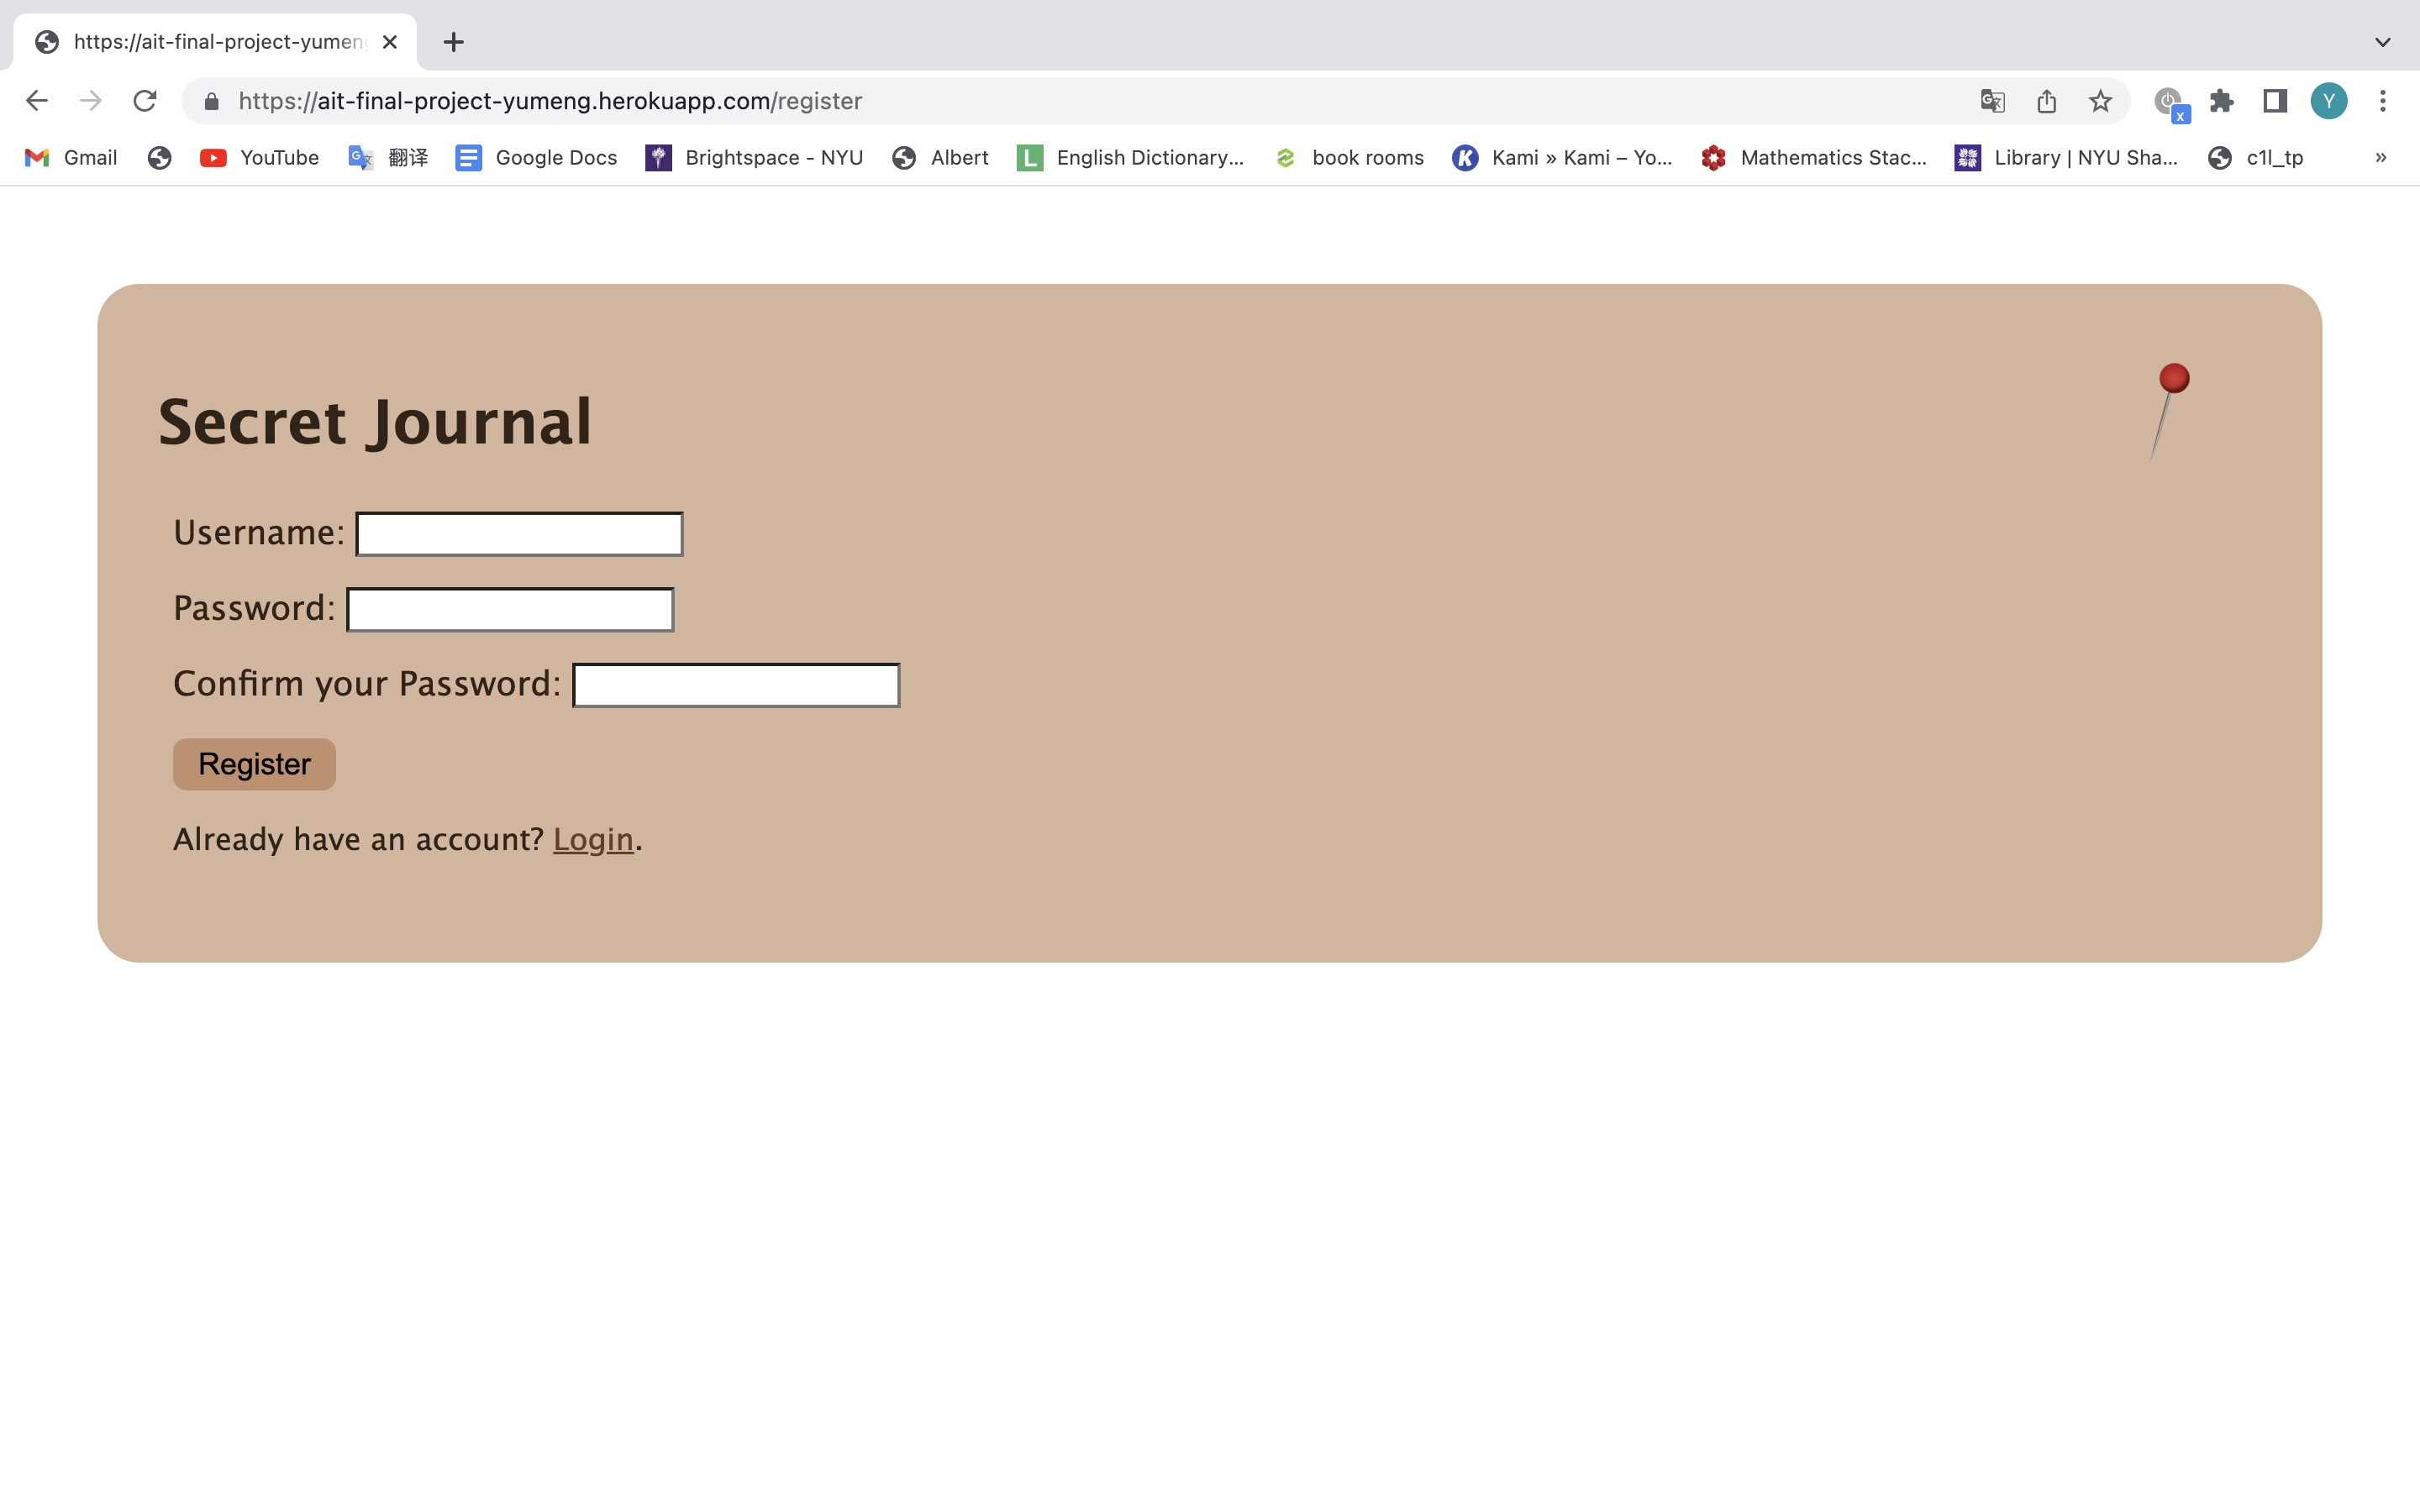 https://ait-final-project-yumeng
https://ait-final-project-yumeng.herokuapp.com/register
Y
x
Gmail YouTube 翻译 Google Docs Brightspace - NYU Albert English Dictionary... book rooms Kami » Kami – Yo... Mathematics Stac... Library | NYU Sha... c1l_tp »
Secret Journal
Username:
Password:
Confirm your Password:
Register
Already have an account? Login.